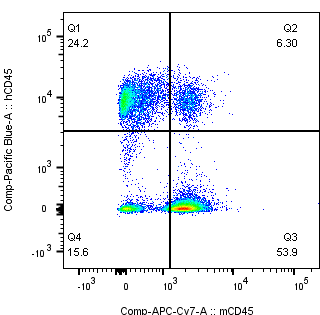 Q1
24.2
Q2
6.30
10^5
10^4
10^3
0
-10^3
Q4
15.6
Q3
53.9
-10^3
0
10^3
10^4
10^5
Comp-Pacific Blue-A :: hCD45
Comp-APC-Cy7-A :: mCD45